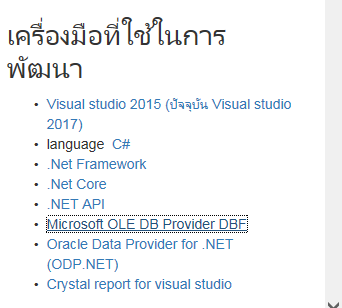 เครื่องมือที่ใช้ในการ
พัฒนา
• Visual studio 2015 (ปัจจุบัน Visual studio
2017)
• language C#
• .Net Framework
• .Net Core
• .NET API
• Microsoft OLE DB Provider DBF
• Oracle Data Provider for .NET
(ODP.NET)
• Crystal report for visual studio